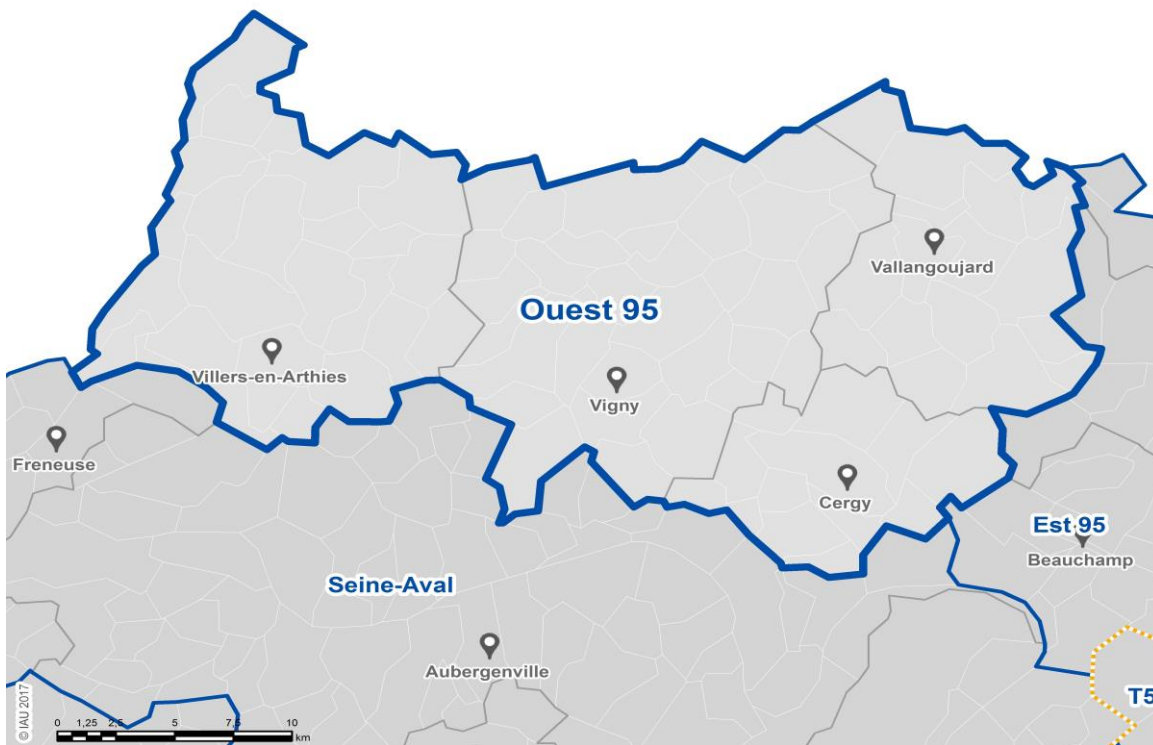 Vallangoujard
Ouest 95
Villers-en-Arthies
Vigny
Freneuse
Cergy
Est 95
Beauchamp
Seine-Aval
Aubergenville
T5
© IAU 2017
0 1,25 2,5 5 7,5 10
km